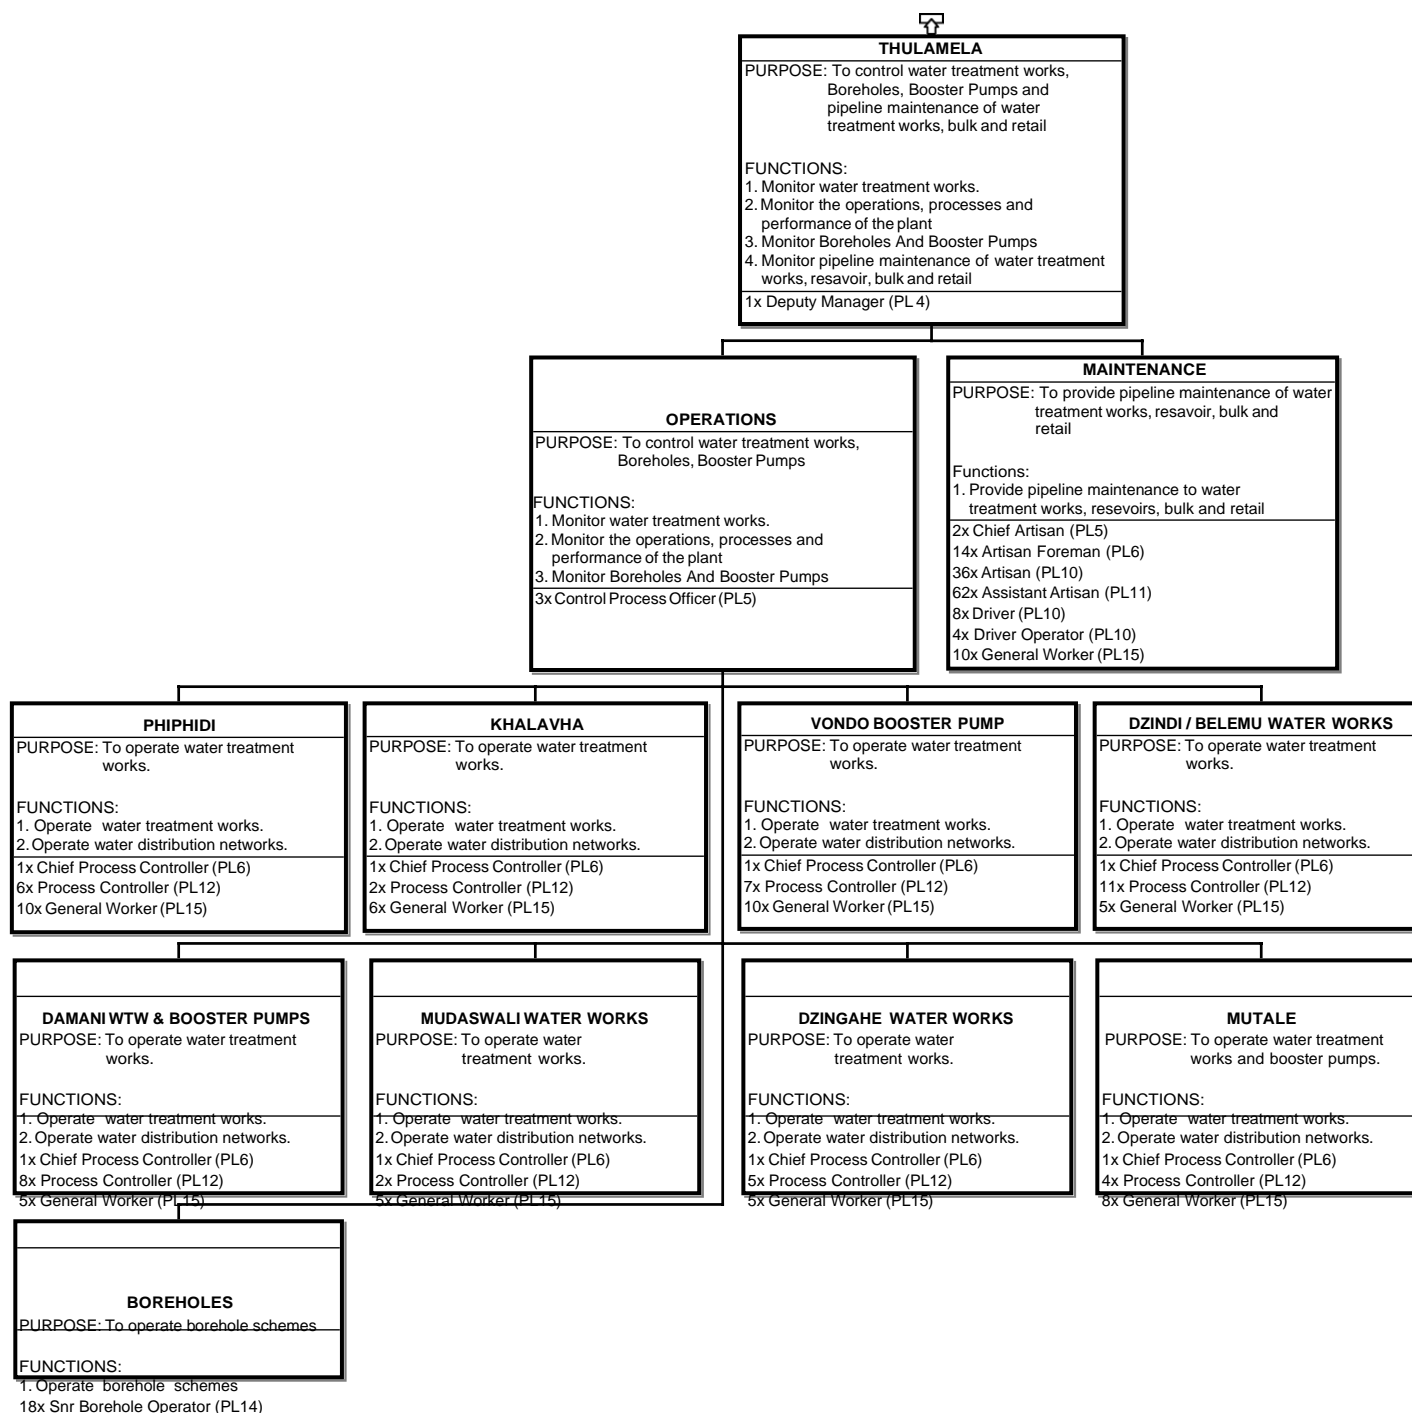 THULAMELA
PURPOSE: To control water treatment works,
Boreholes, Booster Pumps and
pipeline maintenance of water
treatment works, bulk and retail
FUNCTIONS:
1. Monitor water treatment works.
2. Monitor the operations, processes and
performance of the plant
3. Monitor Boreholes And Booster Pumps
4. Monitor pipeline maintenance of water treatment
works, resavoir, bulk and retail
1x Deputy Manager (PL 4)
OPERATIONS
PURPOSE: To control water treatment works,
Boreholes, Booster Pumps
FUNCTIONS:
1. Monitor water treatment works.
2. Monitor the operations, processes and
performance of the plant
3. Monitor Boreholes And Booster Pumps
3x Control Process Officer (PL5)
MAINTENANCE
PURPOSE: To provide pipeline maintenance of water
treatment works, resavoir, bulk and
retail
Functions:
1. Provide pipeline maintenance to water
treatment works, resevoirs, bulk and retail
2x Chief Artisan (PL5)
14x Artisan Foreman (PL6)
36x Artisan (PL10)
62x Assistant Artisan (PL11)
8x Driver (PL10)
4x Driver Operator (PL10)
10x General Worker (PL15)
PHIPHIDI
PURPOSE: To operate water treatment
works.
FUNCTIONS:
1. Operate water treatment works.
2. Operate water distribution networks.
1x Chief Process Controller (PL6)
6x Process Controller (PL12)
10x General Worker (PL15)
KHALAVHA
PURPOSE: To operate water treatment
works.
FUNCTIONS:
1. Operate water treatment works.
2. Operate water distribution networks.
1x Chief Process Controller (PL6)
2x Process Controller (PL12)
6x General Worker (PL15)
VONDO BOOSTER PUMP
PURPOSE: To operate water treatment
works.
FUNCTIONS:
1. Operate water treatment works.
2. Operate water distribution networks.
1x Chief Process Controller (PL6)
7x Process Controller (PL12)
10x General Worker (PL15)
DZINDI / BELEMU WATER WORKS
PURPOSE: To operate water treatment
works.
FUNCTIONS:
1. Operate water treatment works.
2. Operate water distribution networks.
1x Chief Process Controller (PL6)
11x Process Controller (PL12)
5x General Worker (PL15)
DAMANI WTW & BOOSTER PUMPS
PURPOSE: To operate water treatment
works.
FUNCTIONS:
1. Operate water treatment works.
2. Operate water distribution networks.
1x Chief Process Controller (PL6)
8x Process Controller (PL12)
5x General Worker (PL15)
MUDASWALI WATER WORKS
PURPOSE: To operate water
treatment works.
FUNCTIONS:
1. Operate water treatment works.
2. Operate water distribution networks.
1x Chief Process Controller (PL6)
2x Process Controller (PL12)
5x General Worker (PL15)
DZINGAHE WATER WORKS
PURPOSE: To operate water
treatment works.
FUNCTIONS:
1. Operate water treatment works.
2. Operate water distribution networks.
1x Chief Process Controller (PL6)
5x Process Controller (PL12)
5x General Worker (PL15)
MUTALE
PURPOSE: To operate water treatment
works and booster pumps.
FUNCTIONS:
1. Operate water treatment works.
2. Operate water distribution networks.
1x Chief Process Controller (PL6)
4x Process Controller (PL12)
8x General Worker (PL15)
BOREHOLES
PURPOSE: To operate borehole schemes
FUNCTIONS:
1. Operate borehole schemes
18x Snr Borehole Operator (PL14)